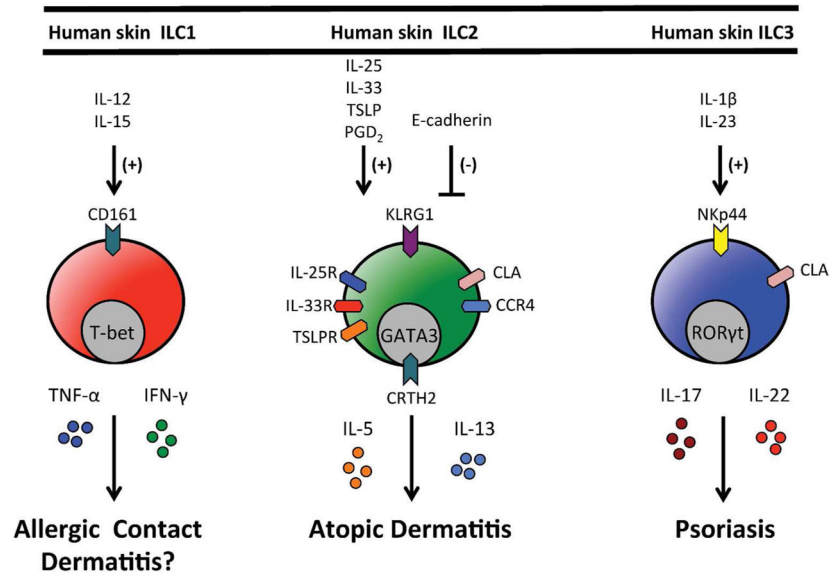 Human skin ILC1
Human skin ILC2
Human skin ILC3
IL-12
IL-15
(+)
CD161
T-bet
TNF-α
IFN-γ
Allergic Contact
Dermatitis?
IL-25
IL-33
TSLP
PGD2
E-cadherin
(+)
(-)
KLRG1
IL-25R
IL-33R
TSLPR
CLA
CCR4
GATA3
CRTH2
IL-5
IL-13
Atopic Dermatitis
IL-1β
IL-23
(+)
NKp44
CLA
RORγt
IL-17
IL-22
Psoriasis